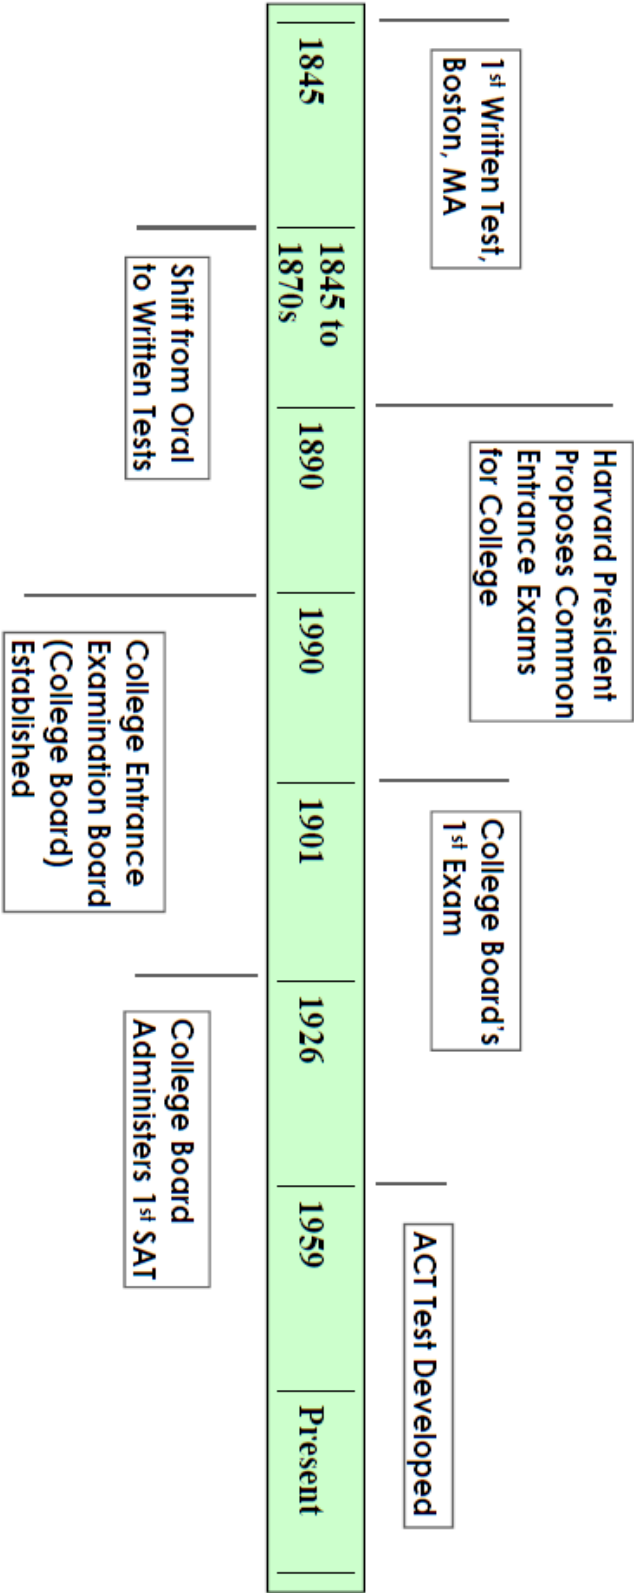 1st Written Test,
Boston, MA
Harvard President
Proposes Common
Entrance Exams
for College
College Board's
1st Exam
ACT Test Developed
1845
1845 to
1870s
1890
1990
1901
1926
1959
Present
Shift from Oral
to Written Tests
College Entrance
Examination Board
(College Board)
Established
College Board
Administers 1st SAT